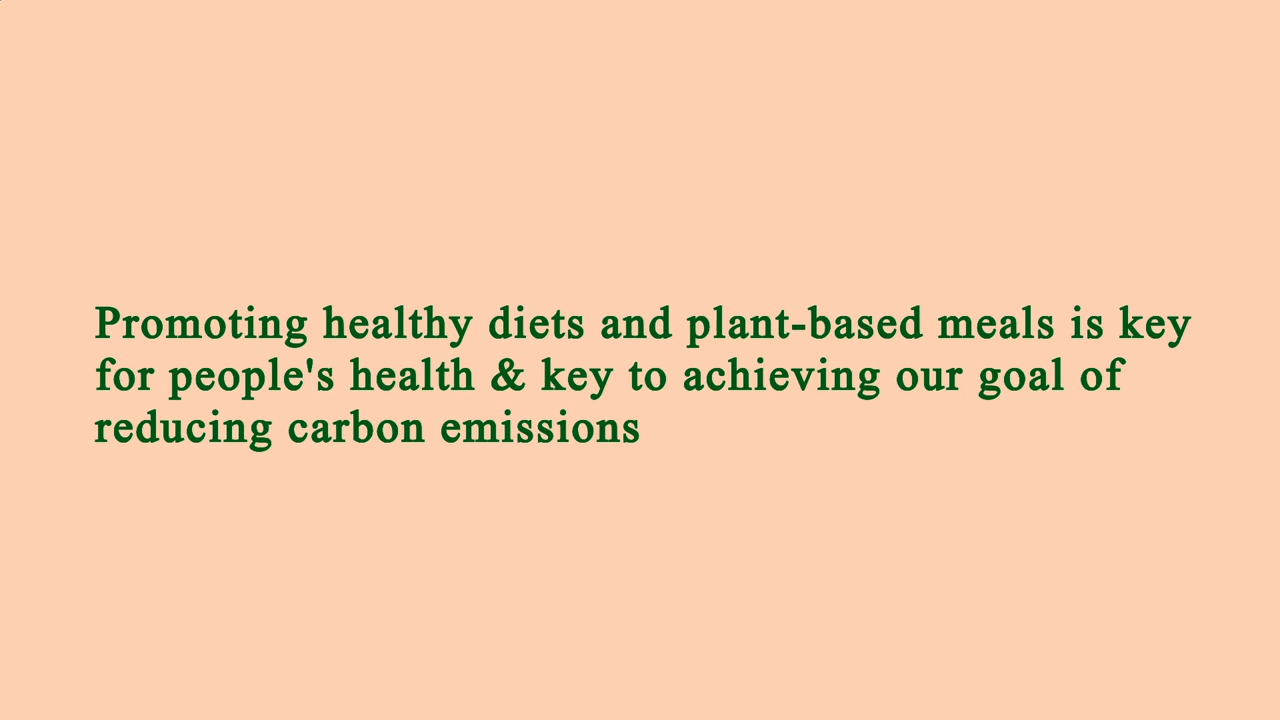 Promoting healthy diets and plant-based meals is key
for people's health & key to achieving our goal of
reducing carbon emissions